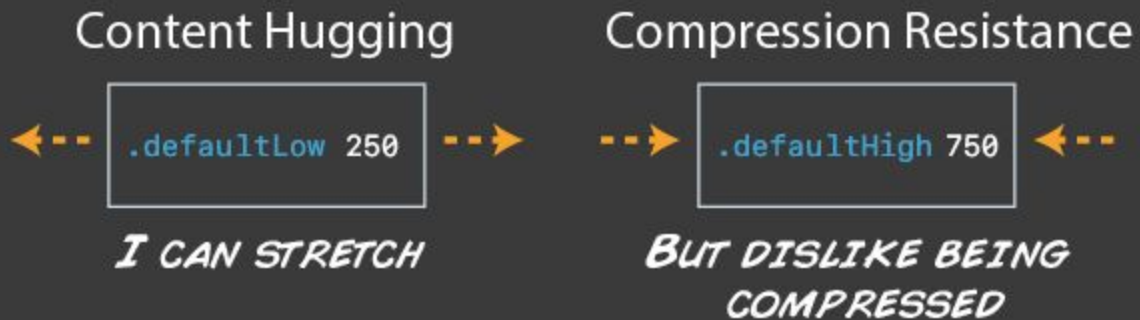 Content Hugging
.defaultLow 250
I CAN STRETCH
Compression Resistance
.defaultHigh 750
BUT DISLIKE BEING
COMPRESSED